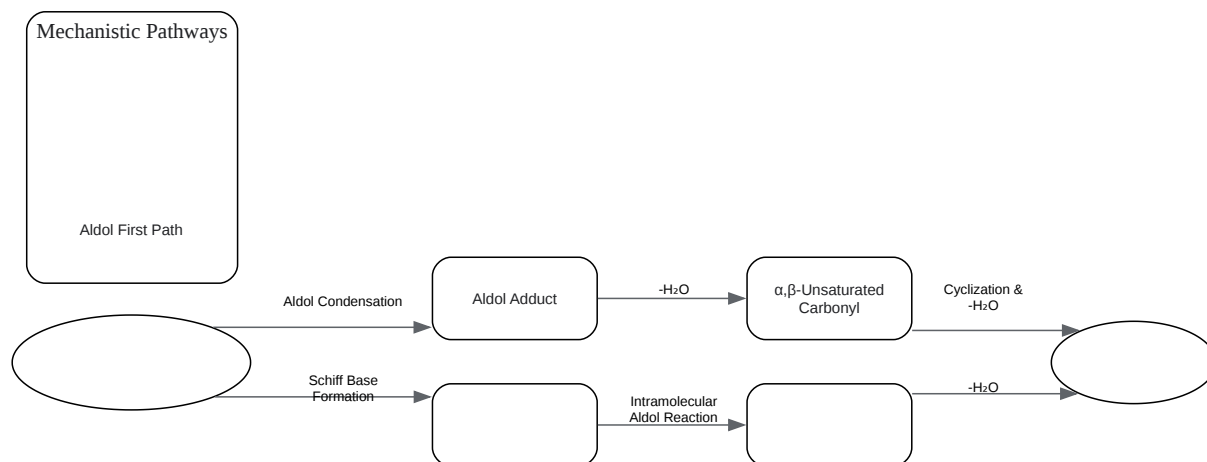 Mechanistic Pathways
Aldol First Path
Aldol Condensation
Aldol Adduct
-H₂O
α,β-Unsaturated
Carbonyl
Cyclization &
-H₂O
Schiff Base
Formation
Intramolecular
Aldol Reaction
-H₂O